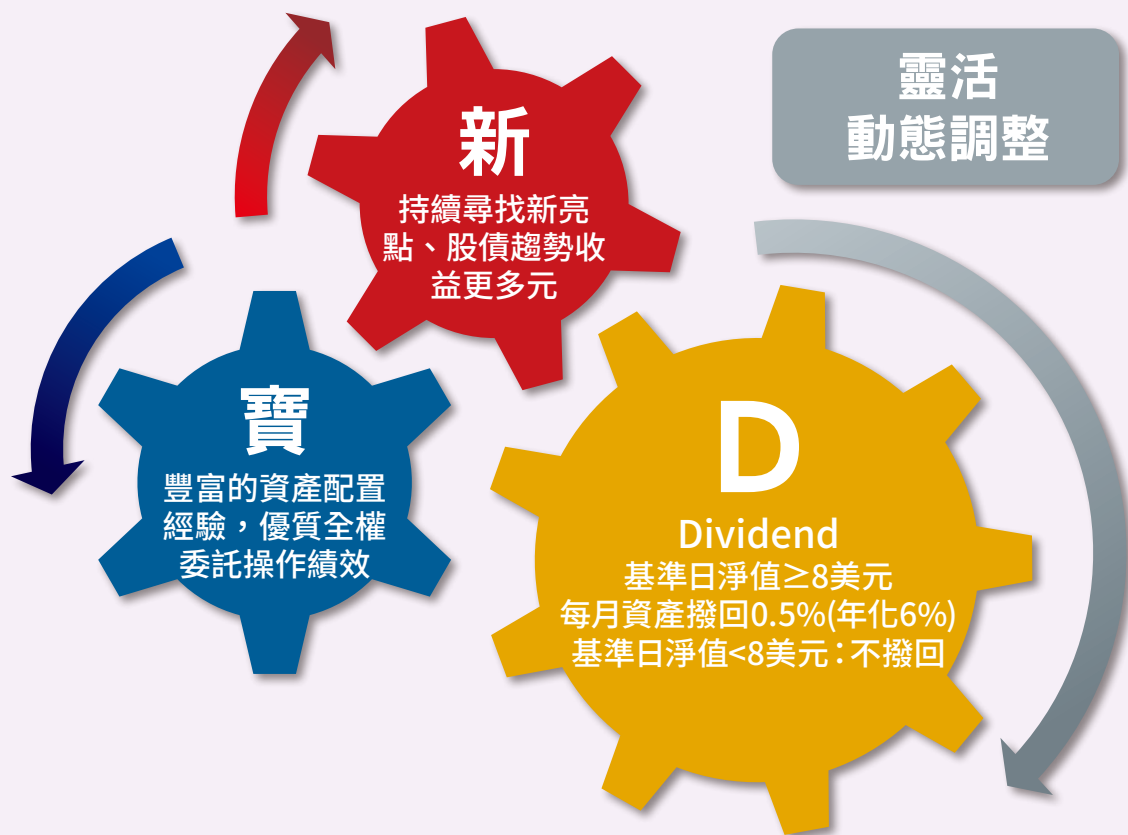 靈活
動態調整
新
持續尋找新亮
點、股債趨勢收
益更多元
寶
豐富的資產配置
經驗，優質全權
委託操作績效
D
Dividend
基準日淨值≥8美元
每月資產撥回0.5%(年化6%)
基準日淨值<8美元：不撥回